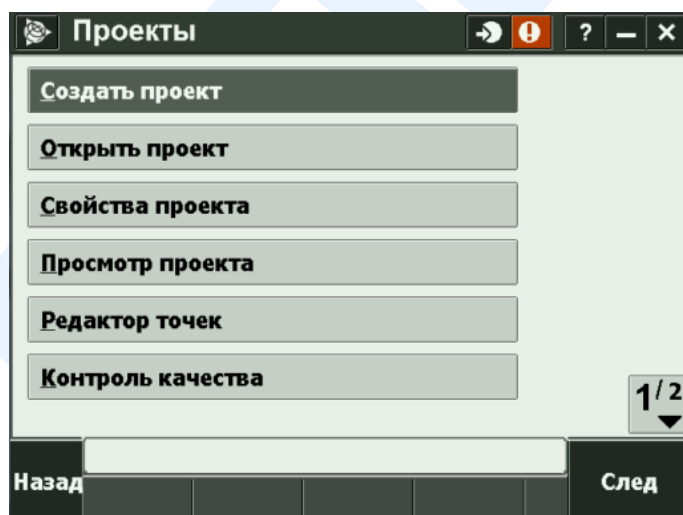 Проекты ? — ×
Создать проект
Открыть проект
Свойства проекта
Просмотр проекта
Редактор точек
Контроль качества
1/2
Назад След